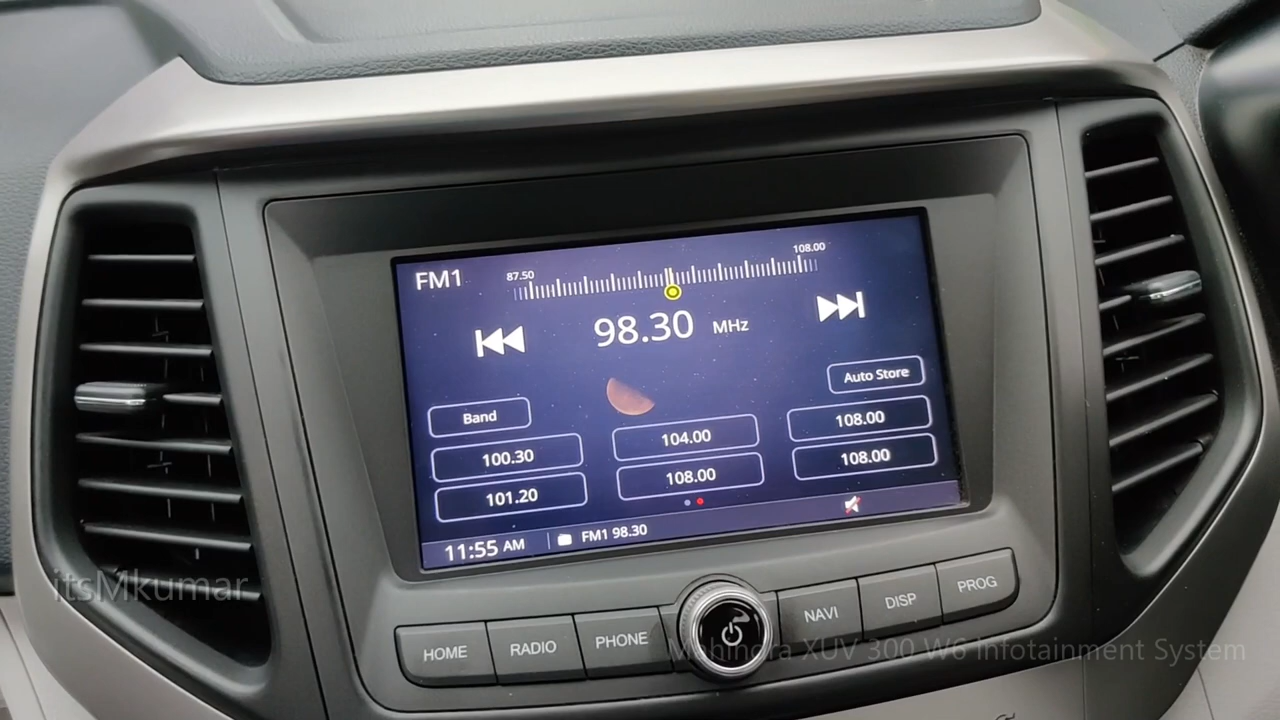 FM1
87.50
108.00
98.30 MHz
Auto Store
Band
100.30
104.00
108.00
101.20
108.00
108.00
11:55 AM
FM1 98.30
HOME
RADIO
PHONE
NAVI
DISP
PROG
itsMkumar
Mahindra XUV 300 W6 Infotainment System